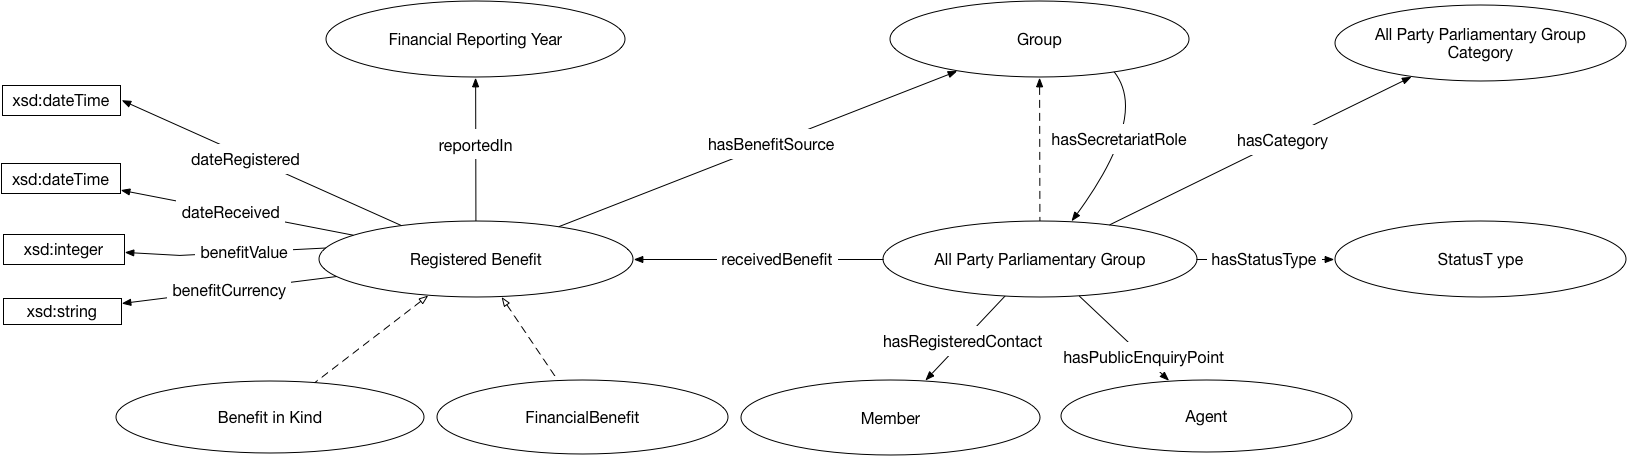 Financial Reporting Year
Group
All Party Parliamentary Group
Category
xsd:dateTime
dateRegistered
reportedIn
hasBenefitSource
hasSecretariatRole
hasCategory
xsd:dateTime
dateReceived
xsd:integer
benefitValue
Registered Benefit
receivedBenefit
All Party Parliamentary Group
hasStatusType
StatusT ype
benefitCurrency
xsd:string
hasRegisteredContact
hasPublicEnquiryPoint
Benefit in Kind
FinancialBenefit
Member
Agent